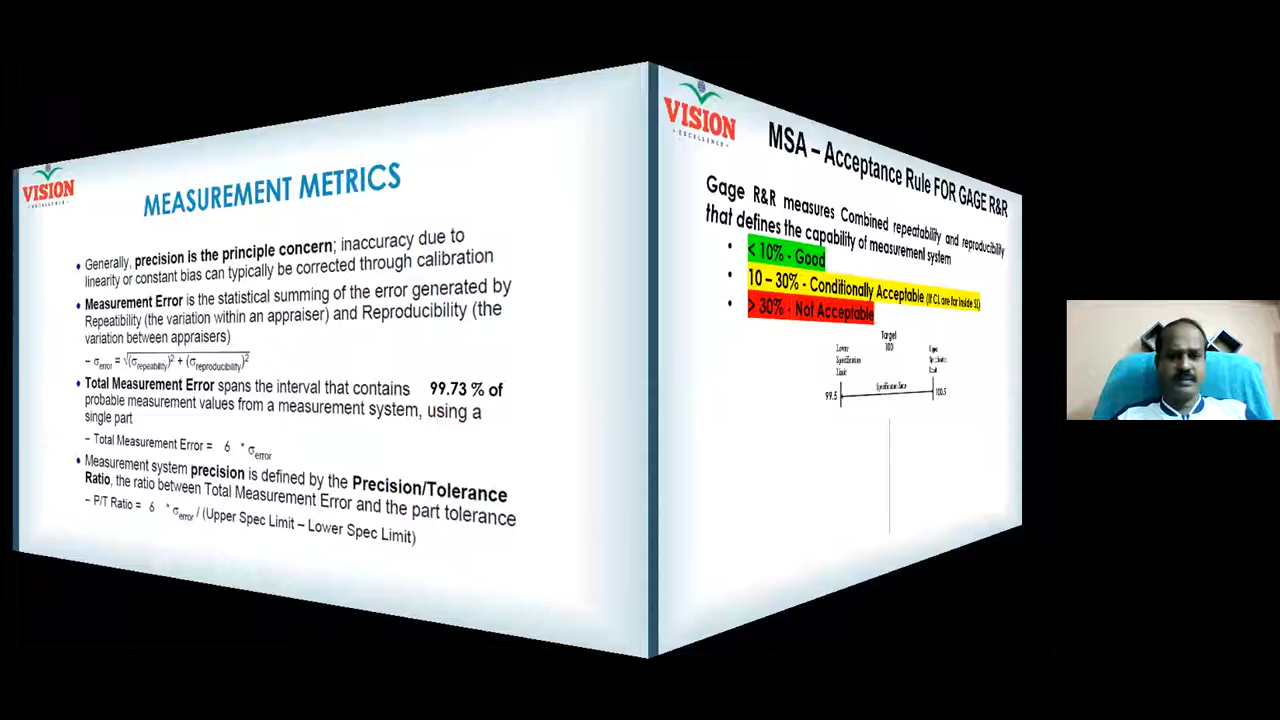 VISION
EXCELLENCE
MEASUREMENT METRICS
• Generally, precision is the principle concern; inaccuracy due to
linearity or constant bias can typically be corrected through calibration
• Measurement Error is the statistical summing of the error generated by
Repeatibility (the variation within an appraiser) and Reproducibility (the
variation between appraisers)
– σerror = √(σrepeability)² + (σreproducibility)²
• Total Measurement Error spans the interval that contains 99.73 % of
probable measurement values from a measurement system, using a
single part
– Total Measurement Error = 6 * σerror
• Measurement system precision is defined by the Precision/Tolerance
Ratio, the ratio between Total Measurement Error and the part tolerance
– P/T Ratio = 6 * σerror / (Upper Spec Limit – Lower Spec Limit)
VISION
EXCELLENCE
MSA – Acceptance Rule FOR GAGE R&R
Gage R&R measures Combined repeatability and reproducibility
that defines the capability of measurement system
• < 10% - Good
• 10 – 30% - Conditionally Acceptable (If CL are far inside SL)
• > 30% - Not Acceptable
Target
100
Lower
Specification
Limit
Upper
Specification
Limit
99.5
100.5